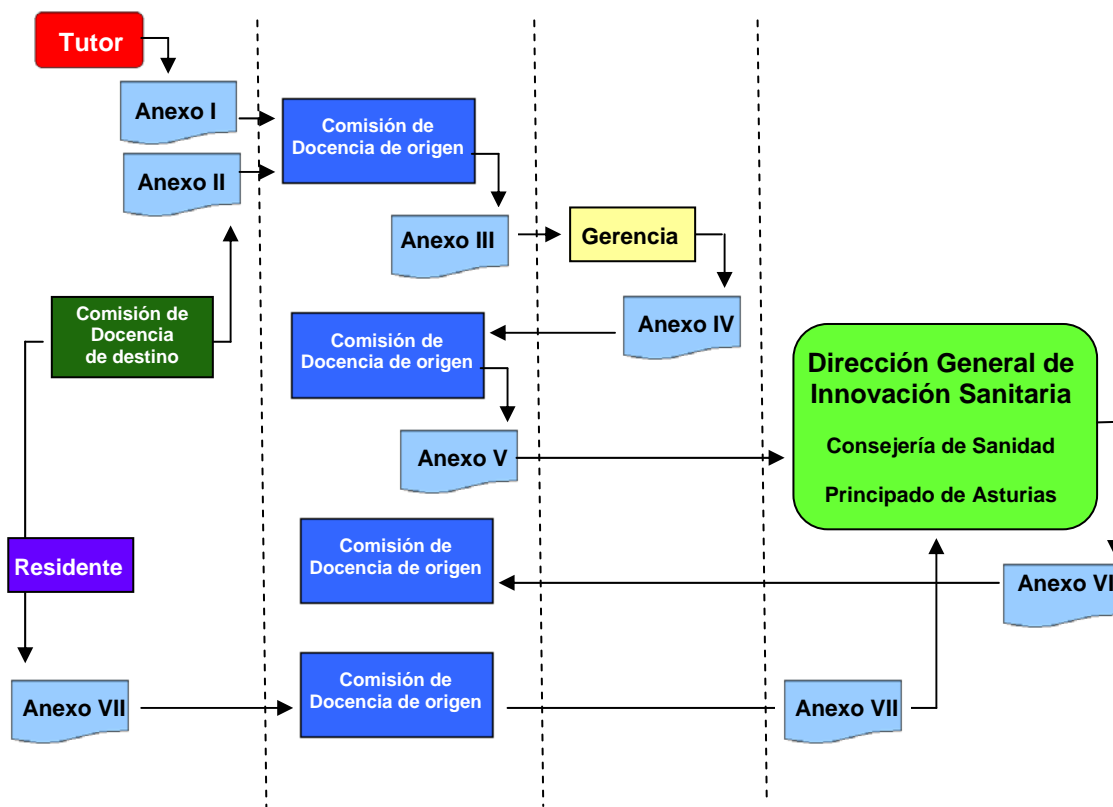 Tutor
Anexo I
Comisión de
Docencia de origen
Anexo II
Anexo III
Gerencia
Comisión de
Docencia
de destino
Comisión de
Docencia de origen
Anexo IV
Dirección General de
Innovación Sanitaria
Consejería de Sanidad
Principado de Asturias
Anexo V
Comisión de
Docencia de origen
Residente
Anexo VI
Comisión de
Docencia de origen
Anexo VII
Anexo VII